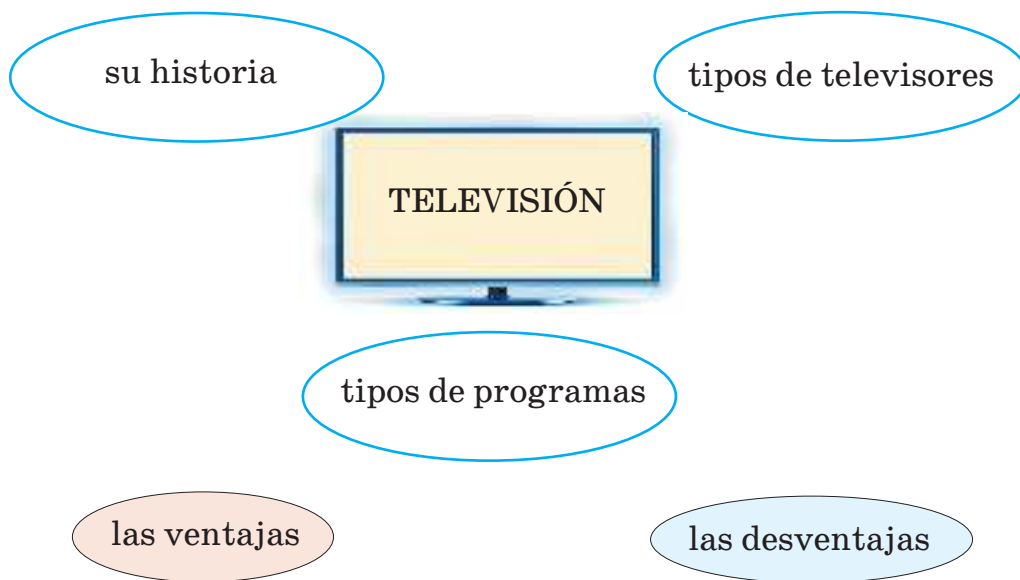 su historia
tipos de televisores
TELEVISIÓN
tipos de programas
las ventajas
las desventajas